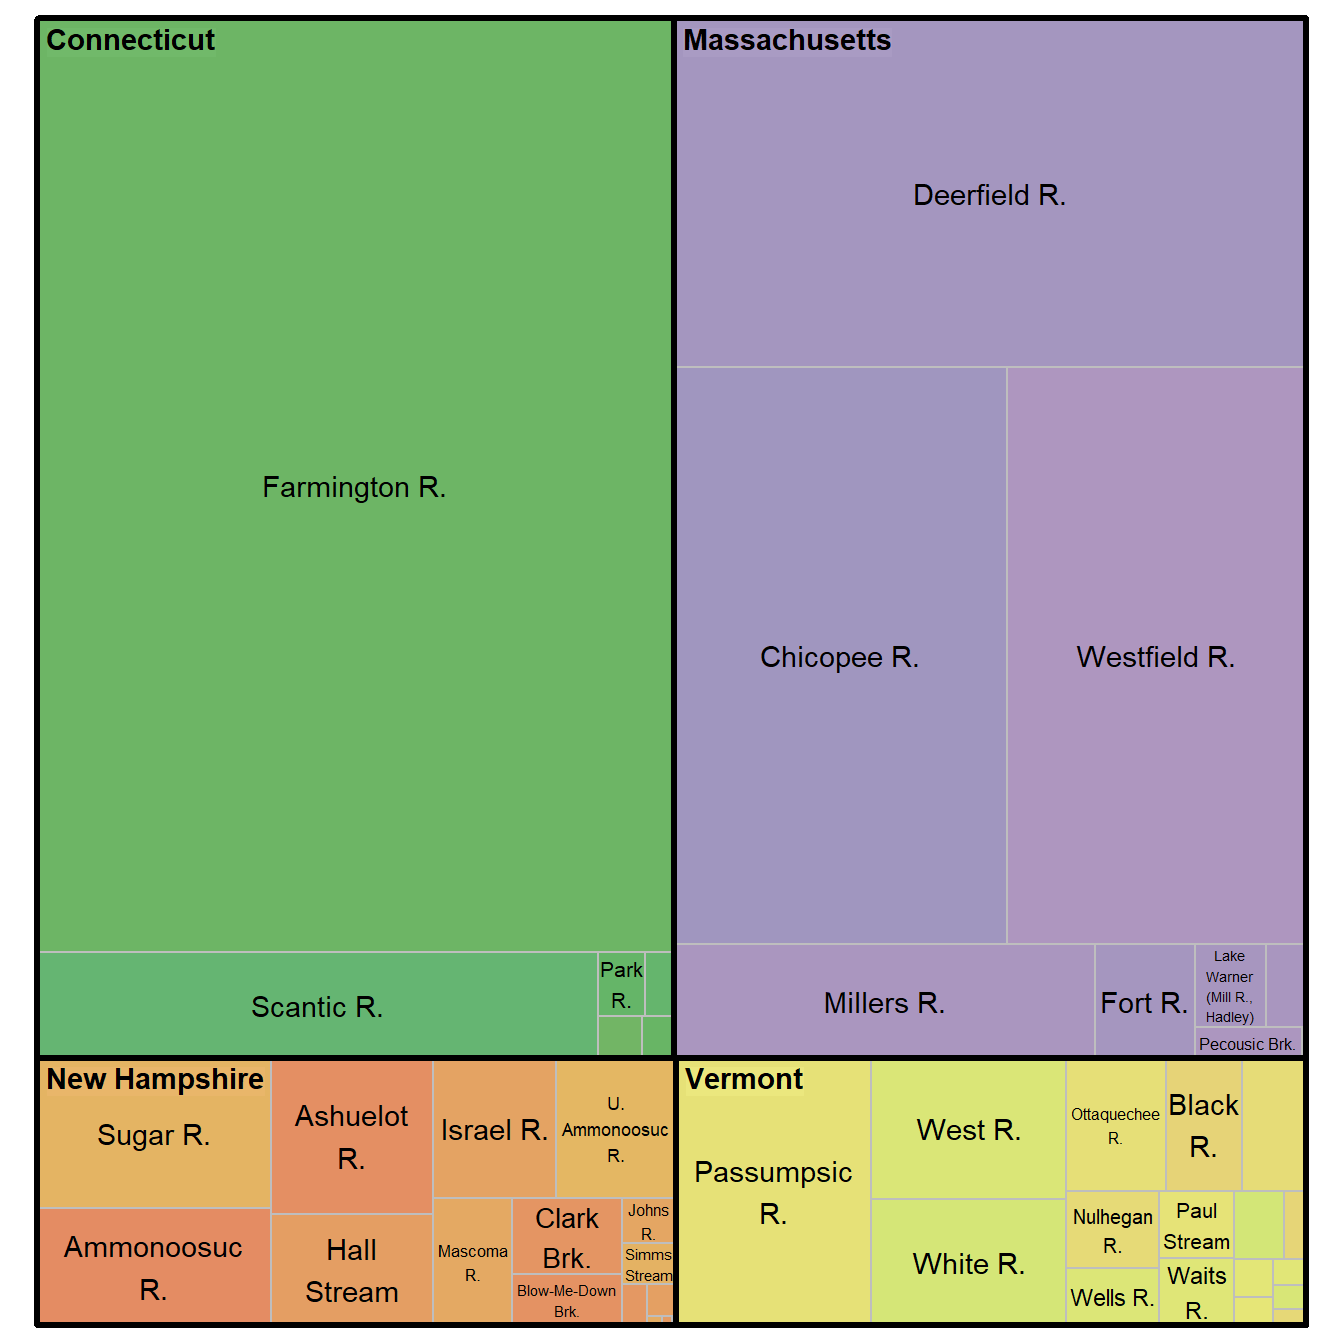 Connecticut
Farmington R.
Scantic R.
Park
R.
Massachusetts
Deerfield R.
Chicopee R.
Westfield R.
Millers R.
Fort R.
Lake
Warner
(Mill R.,
Hadley)
Pecousic Brk.
New Hampshire
Sugar R.
Ammonoosuc
R.
Ashuelot
R.
Hall
Stream
Israel R.
U.
Ammonoosuc
R.
Mascoma
R.
Clark
Brk.
Blow-Me-Down
Brk.
Johns
R.
Simms
Stream
Vermont
Passumpsic
R.
West R.
White R.
Ottaquechee
R.
Black
R.
Nulhegan
R.
Wells R.
Paul
Stream
Waits
R.